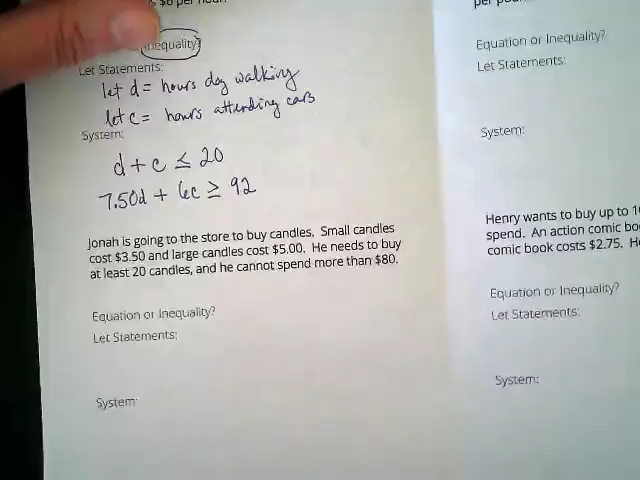 per hour.
Inequality?
Let Statements:
let d = hours dog walking
let c = hours attending cars
System:
d + c ≤ 20
7.50d + 6c ≥ 92
Jonah is going to the store to buy candles. Small candles
cost $3.50 and large candles cost $5.00. He needs to buy
at least 20 candles, and he cannot spend more than $80.
Equation or Inequality?
Let Statements:
System:
Equation or Inequality?
Let Statements:
System:
Henry wants to buy up to
spend. An action comic
comic book costs $2.75.
Equation or Inequality?
Let Statements:
System: